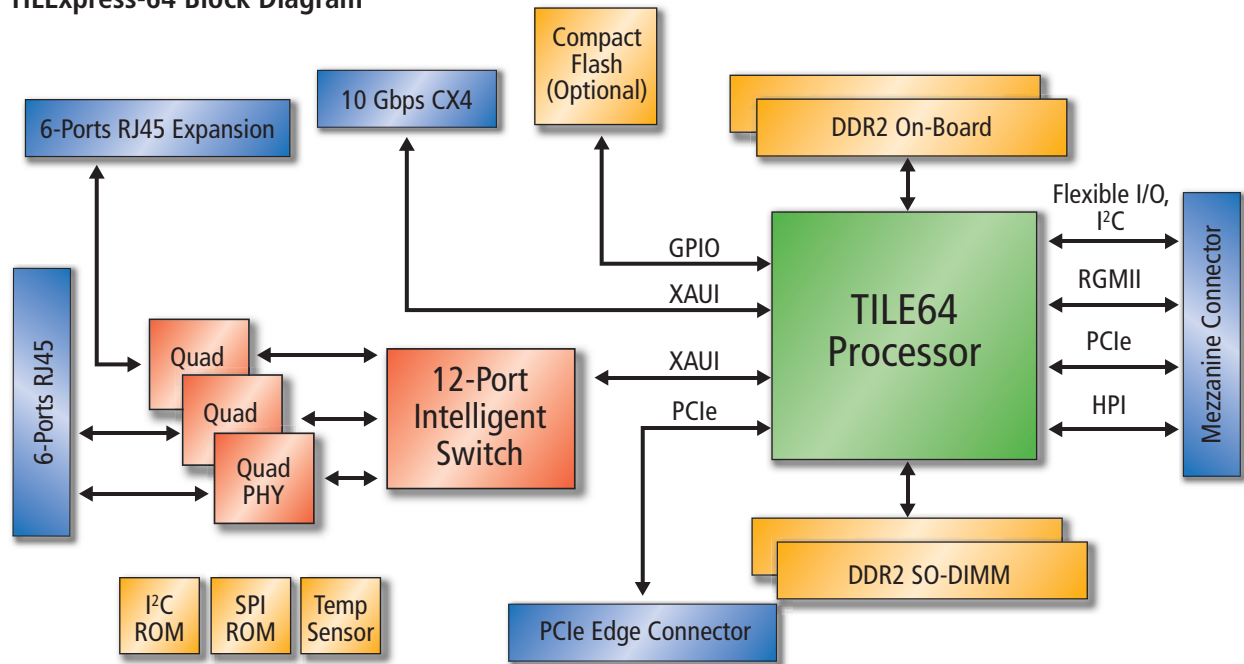 TILExpress-64 Block Diagram
Compact
Flash
(Optional)
10 Gbps CX4
6-Ports RJ45 Expansion
DDR2 On-Board
Flexible I/O,
I²C
GPIO
RGMII
XAUI
TILE64
Processor
PCIe
Mezzanine Connector
6-Ports RJ45
Quad
Quad
Quad
PHY
12-Port
Intelligent
Switch
XAUI
PCIe
HPI
DDR2 SO-DIMM
I²C
ROM
SPI
ROM
Temp
Sensor
PCIe Edge Connector